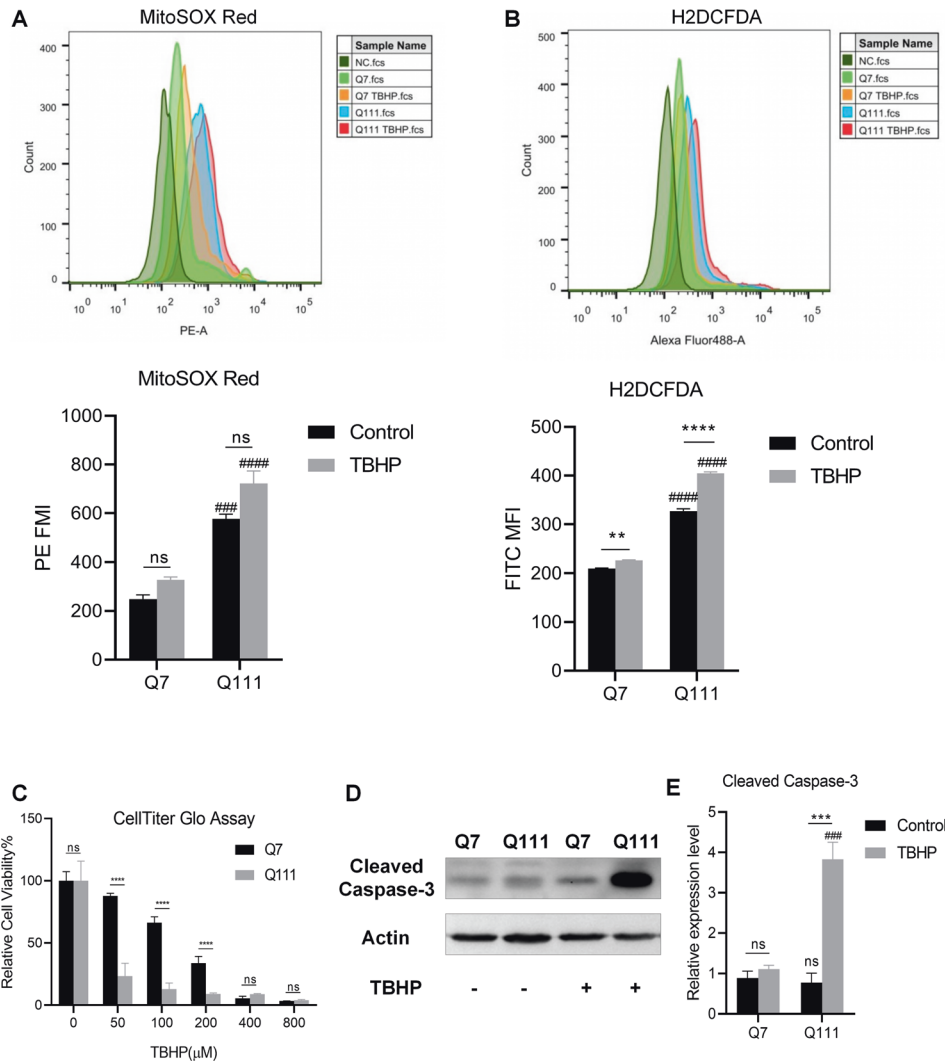 A
MitoSOX Red
400
300
200
100
0
Count
10^0 10^1 10^2 10^3 10^4 10^5
PE-A
Sample Name
NC.fcs
Q7.fcs
Q7 TBHP.fcs
Q111.fcs
Q111 TBHP.fcs
B
H2DCFDA
500
400
300
200
100
0
Count
10^0 10^1 10^2 10^3 10^4 10^5
Alexa Fluor488-A
Sample Name
NC.fcs
Q7.fcs
Q7 TBHP.fcs
Q111.fcs
Q111 TBHP.fcs
MitoSOX Red
1000
800
600
400
200
0
PE FMI
ns
ns
###
####
Q7 Q111
Control
TBHP
H2DCFDA
500
400
300
200
100
0
FITC MFI
**
****
####
####
Q7 Q111
Control
TBHP
C
CellTiter Glo Assay
150
100
50
0
Relative Cell Viability%
ns
****
****
****
ns
ns
0 50 100 200 400 800
TBHP(μM)
Q7
Q111
D
Q7 Q111 Q7 Q111
Cleaved
Caspase-3
Actin
TBHP - - + +
E
Cleaved Caspase-3
5
4
3
2
1
0
Relative expression level
ns
ns
***
###
Q7 Q111
Control
TBHP